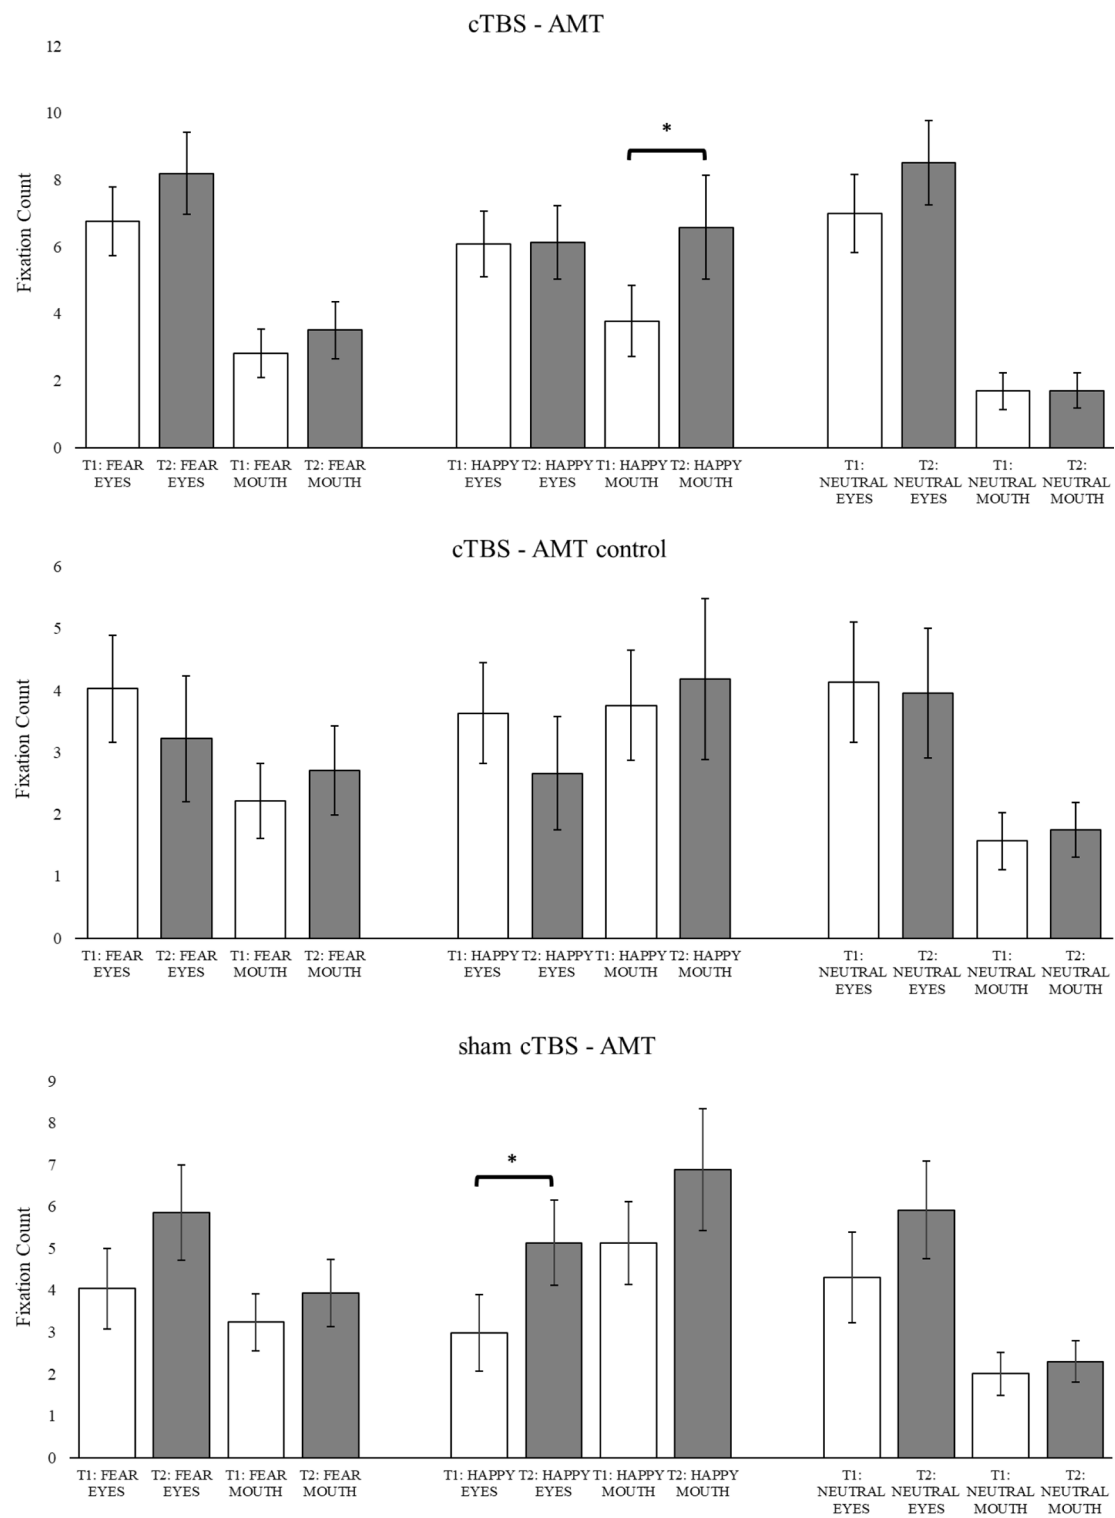 cTBS - AMT
12
10
8
6
4
2
0
Fixation Count
*
T1: FEAR EYES
T2: FEAR EYES
T1: FEAR MOUTH
T2: FEAR MOUTH
T1: HAPPY EYES
T2: HAPPY EYES
T1: HAPPY MOUTH
T2: HAPPY MOUTH
T1: NEUTRAL EYES
T2: NEUTRAL EYES
T1: NEUTRAL MOUTH
T2: NEUTRAL MOUTH
cTBS - AMT control
6
5
4
3
2
1
0
Fixation Count
T1: FEAR EYES
T2: FEAR EYES
T1: FEAR MOUTH
T2: FEAR MOUTH
T1: HAPPY EYES
T2: HAPPY EYES
T1: HAPPY MOUTH
T2: HAPPY MOUTH
T1: NEUTRAL EYES
T2: NEUTRAL EYES
T1: NEUTRAL MOUTH
T2: NEUTRAL MOUTH
sham cTBS - AMT
9
8
7
6
5
4
3
2
1
0
Fixation Count
*
T1: FEAR EYES
T2: FEAR EYES
T1: FEAR MOUTH
T2: FEAR MOUTH
T1: HAPPY EYES
T2: HAPPY EYES
T1: HAPPY MOUTH
T2: HAPPY MOUTH
T1: NEUTRAL EYES
T2: NEUTRAL EYES
T1: NEUTRAL MOUTH
T2: NEUTRAL MOUTH